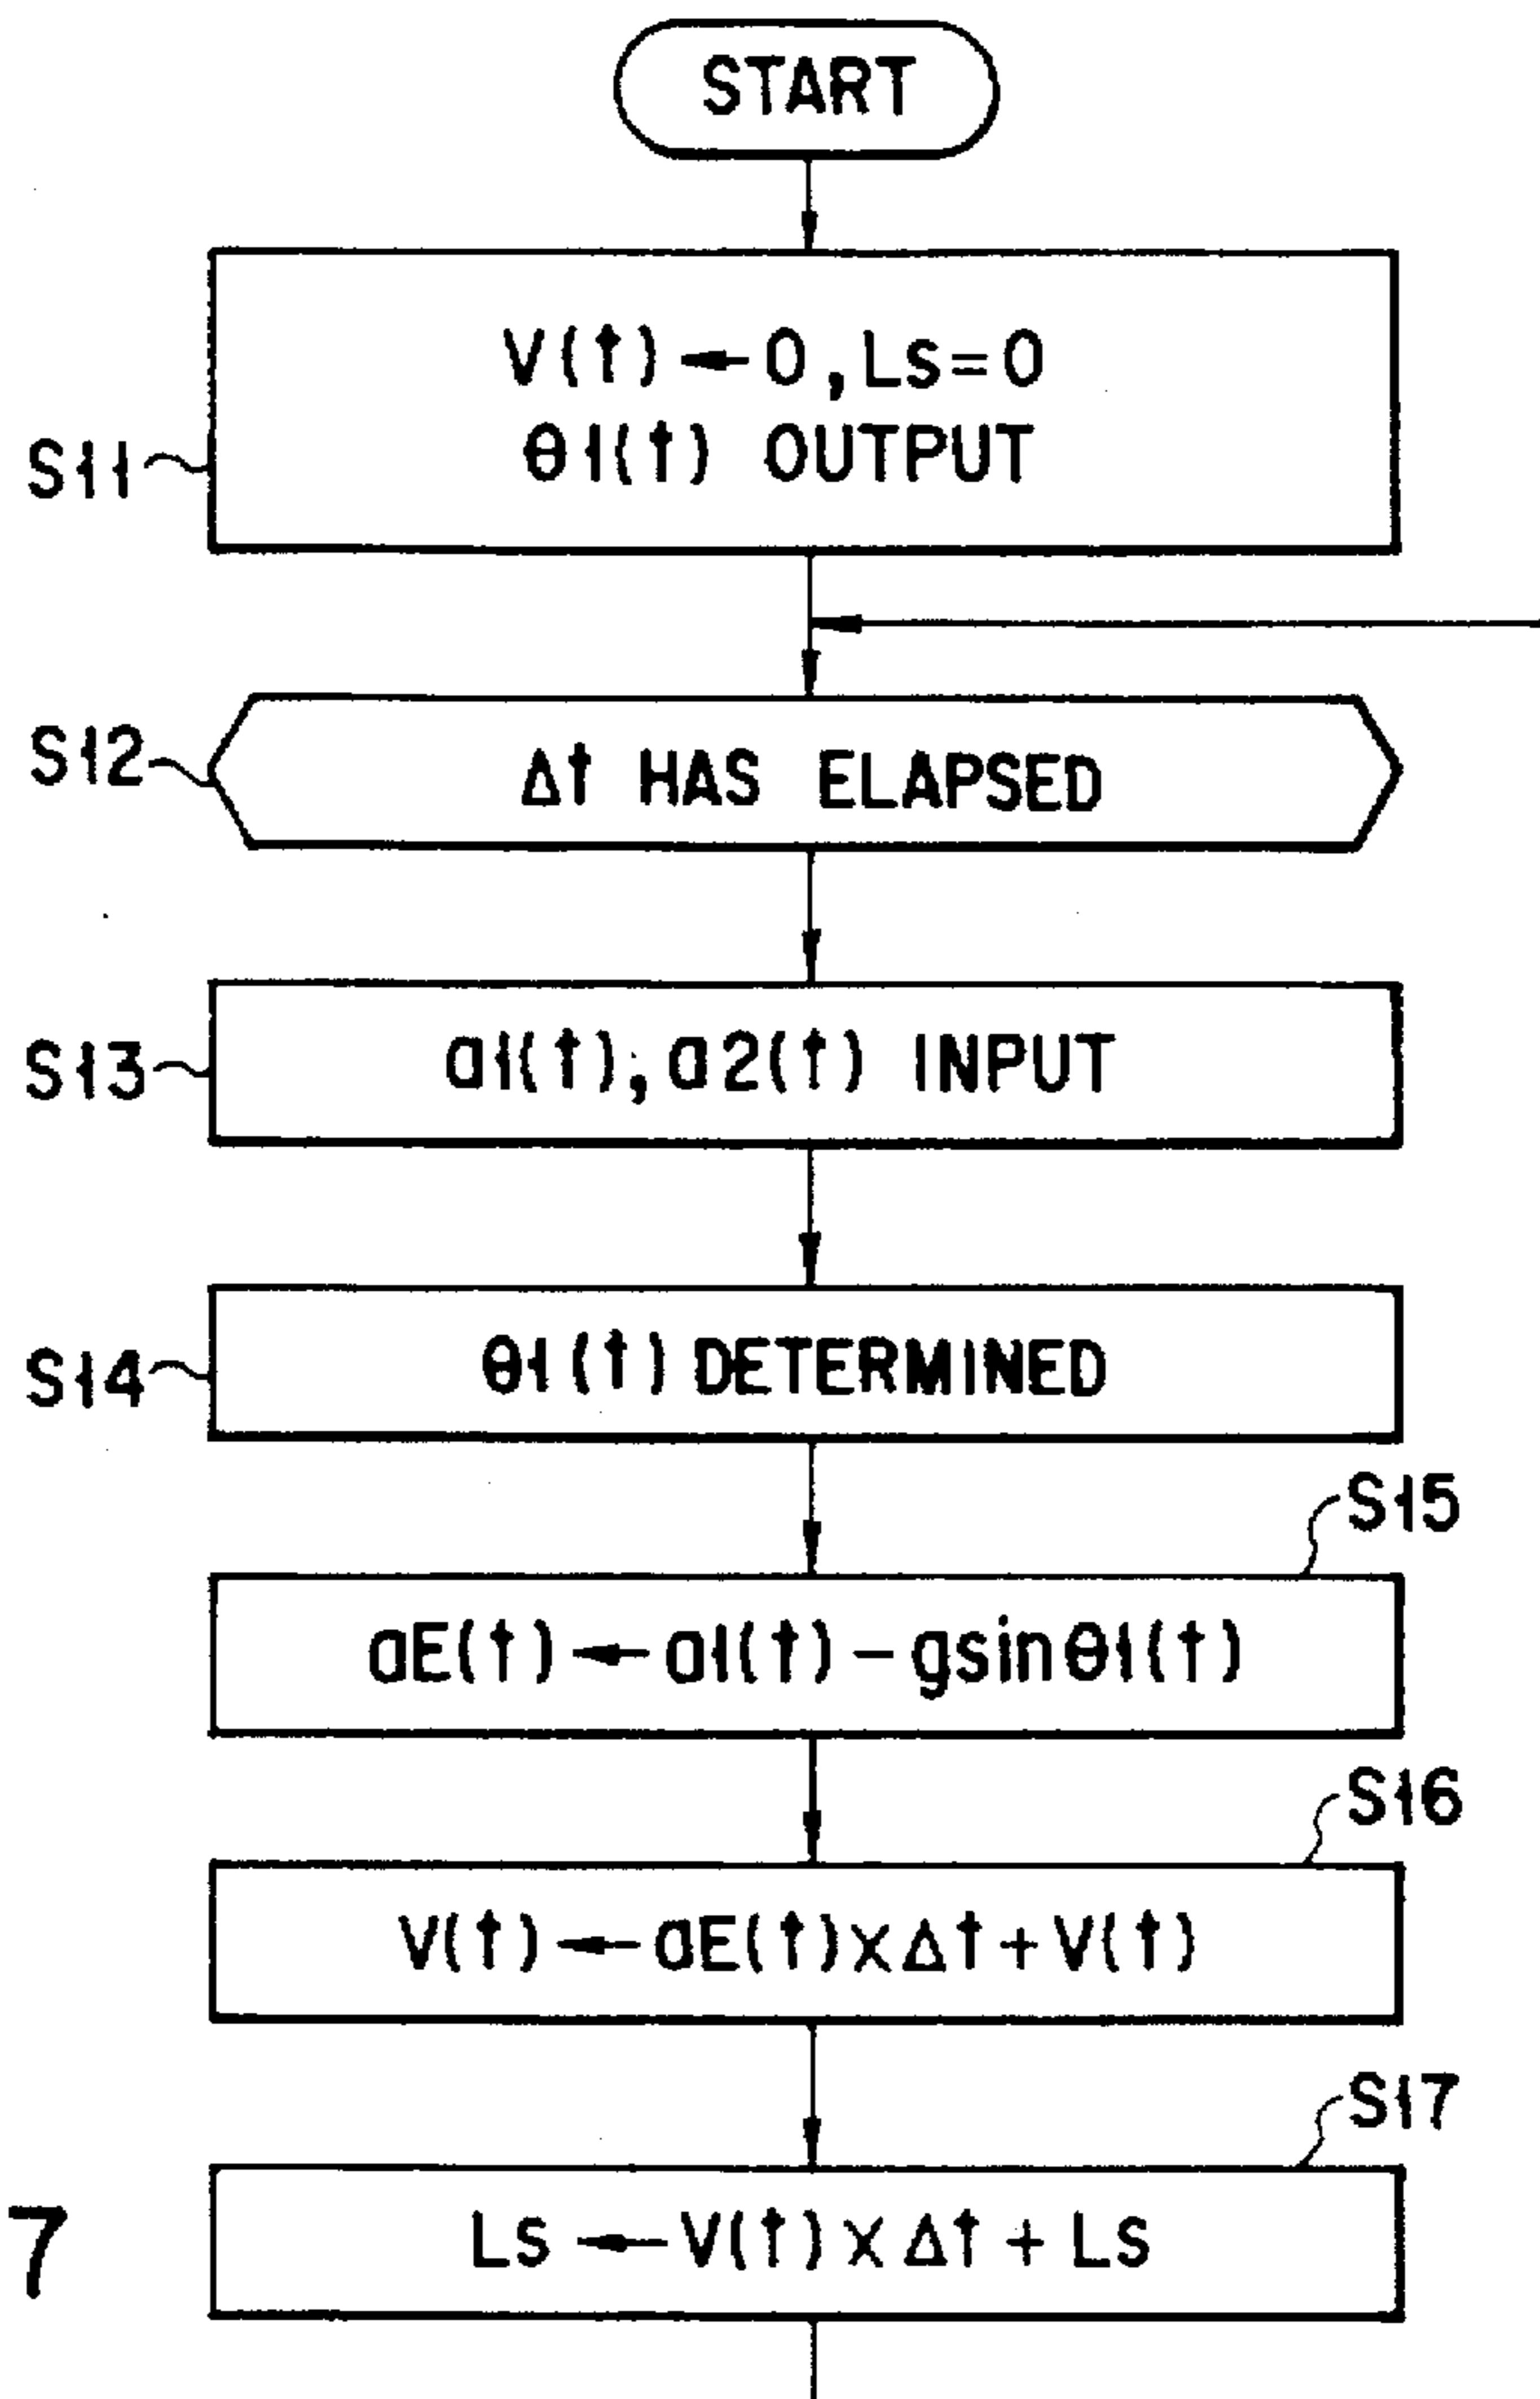 START
V(t)←0,Ls=0
θ1(t) OUTPUT
S11
S12
Δt HAS ELAPSED
S13
a1(t),a2(t) INPUT
S14
θ1(t) DETERMINED
S15
aE(t)←a1(t)-gsinθ1(t)
S16
V(t)←aE(t)×Δt+V(t)
S17
Ls←V(t)×Δt+Ls
7